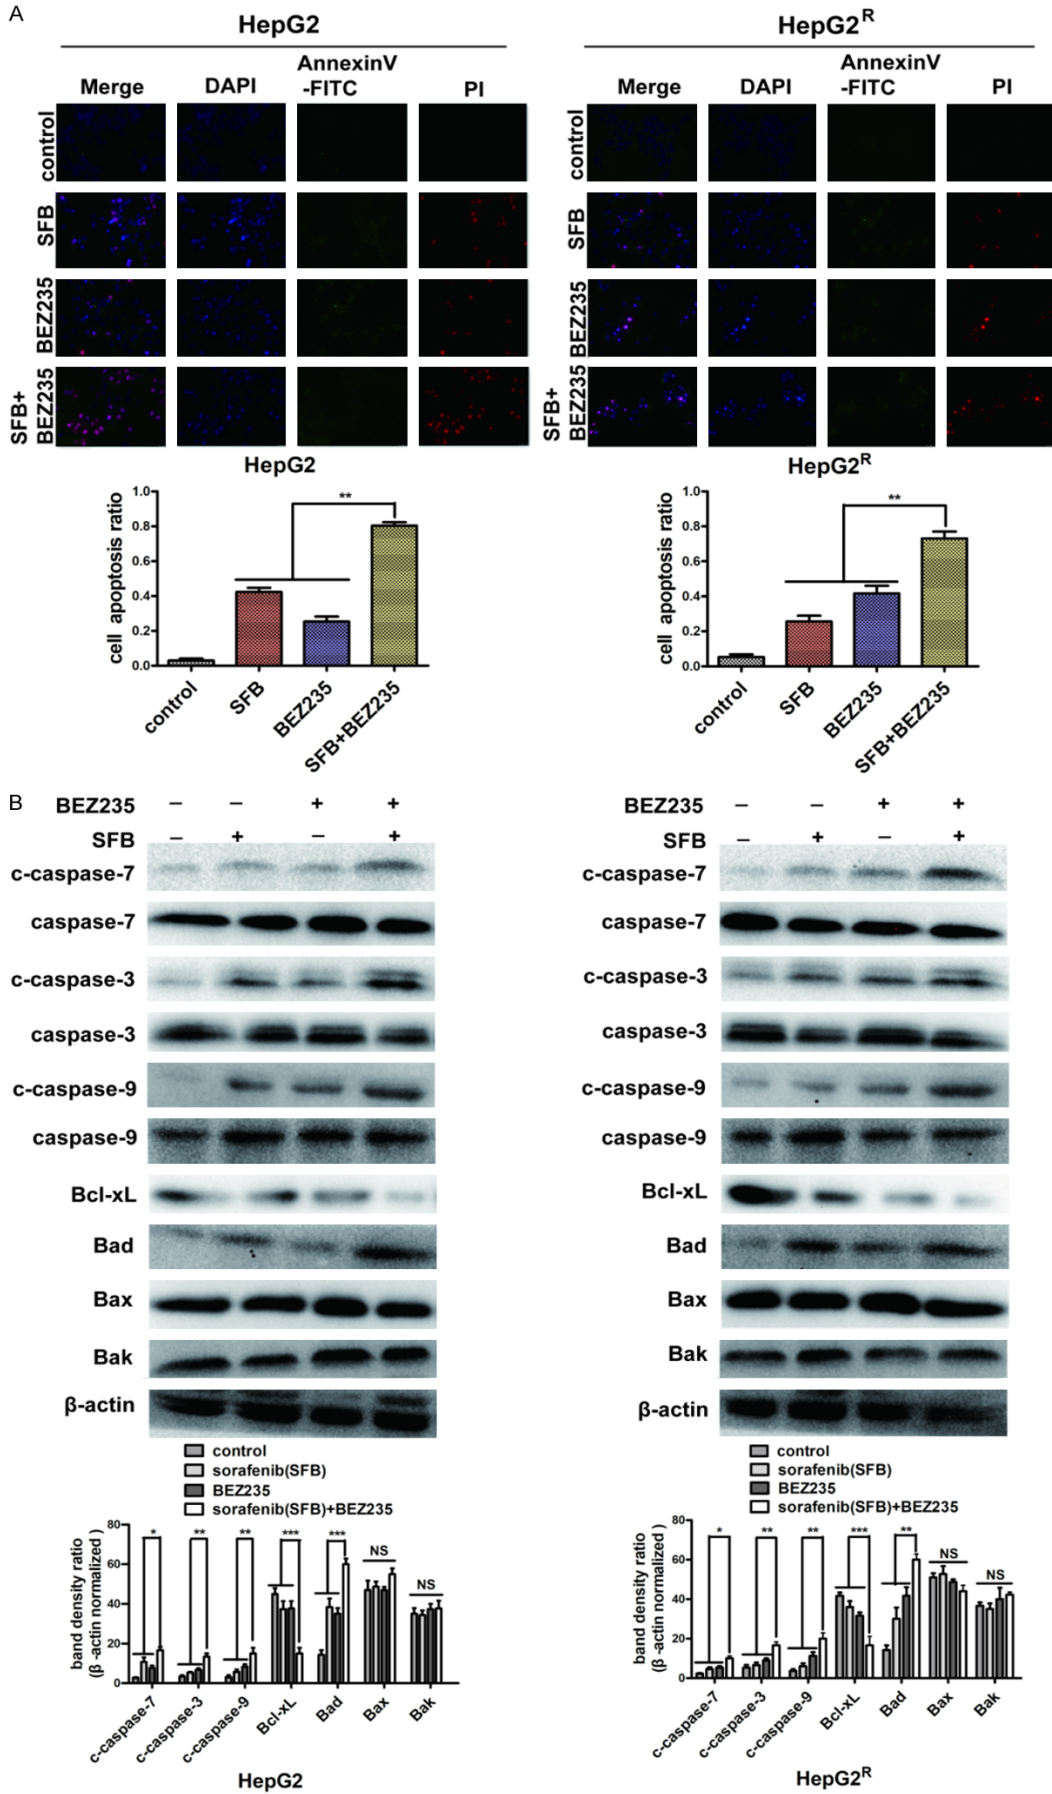 A
HepG2
HepG2R
Merge DAPI AnnexinV -FITC PI
Merge DAPI AnnexinV -FITC PI
control
SFB
BEZ235
SFB+ BEZ235
control
SFB
BEZ235
SFB+ BEZ235
HepG2
cell apoptosis ratio
1.0
0.8
0.6
0.4
0.2
0.0
**
control SFB BEZ235 SFB+BEZ235
HepG2R
cell apoptosis ratio
1.0
0.8
0.6
0.4
0.2
0.0
**
control SFB BEZ235 SFB+BEZ235
B
BEZ235 − − + +
SFB − + − +
c-caspase-7
caspase-7
c-caspase-3
caspase-3
c-caspase-9
caspase-9
Bcl-xL
Bad
Bax
Bak
β-actin
BEZ235 − − + +
SFB − + − +
c-caspase-7
caspase-7
c-caspase-3
caspase-3
c-caspase-9
caspase-9
Bcl-xL
Bad
Bax
Bak
β-actin
control
sorafenib(SFB)
BEZ235
sorafenib(SFB)+BEZ235
band density ratio
(β -actin normalized )
80
60
40
20
0
* ** ** *** *** NS NS
c-caspase-7 c-caspase-3 c-caspase-9 Bcl-xL Bad Bax Bak
HepG2
control
sorafenib(SFB)
BEZ235
sorafenib(SFB)+BEZ235
band density ratio
(β -actin normalized )
80
60
40
20
0
* ** ** *** ** NS NS
c-caspase-7 c-caspase-3 c-caspase-9 Bcl-xL Bad Bax Bak
HepG2R